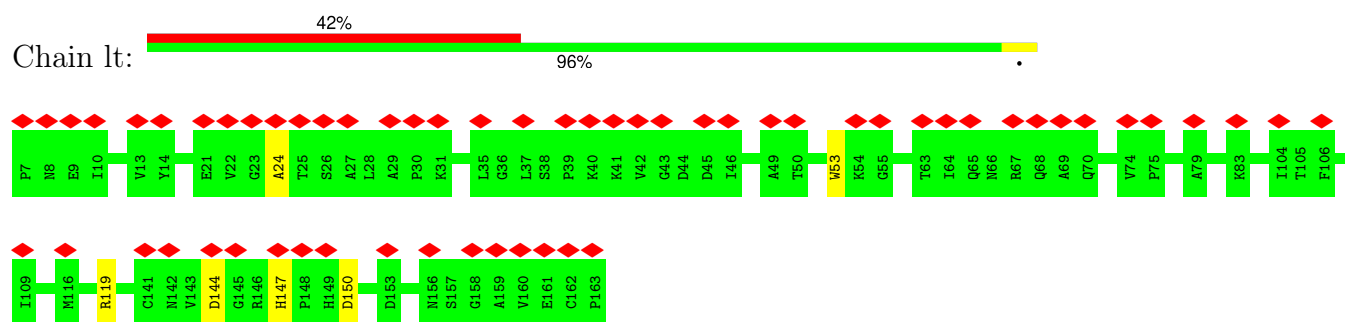 42%
Chain lt:
96%
.
P7 N8 E9 I10 V13 Y14 E21 V22 G23 A24 T25 S26 A27 L28 A29 P30 K31 L35 G36 L37 S38 P39 K40 K41 V42 G43 D44 D45 I46 A49 T50 W53 K54 G55 T63 I64 Q65 N66 R67 Q68 A69 Q70 V74 P75 A79 K83 I104 T105 F106
I109 M116 R119 C141 N142 V143 D144 G145 R146 H147 P148 H149 D150 D153 N156 S157 G158 A159 V160 E161 C162 P163